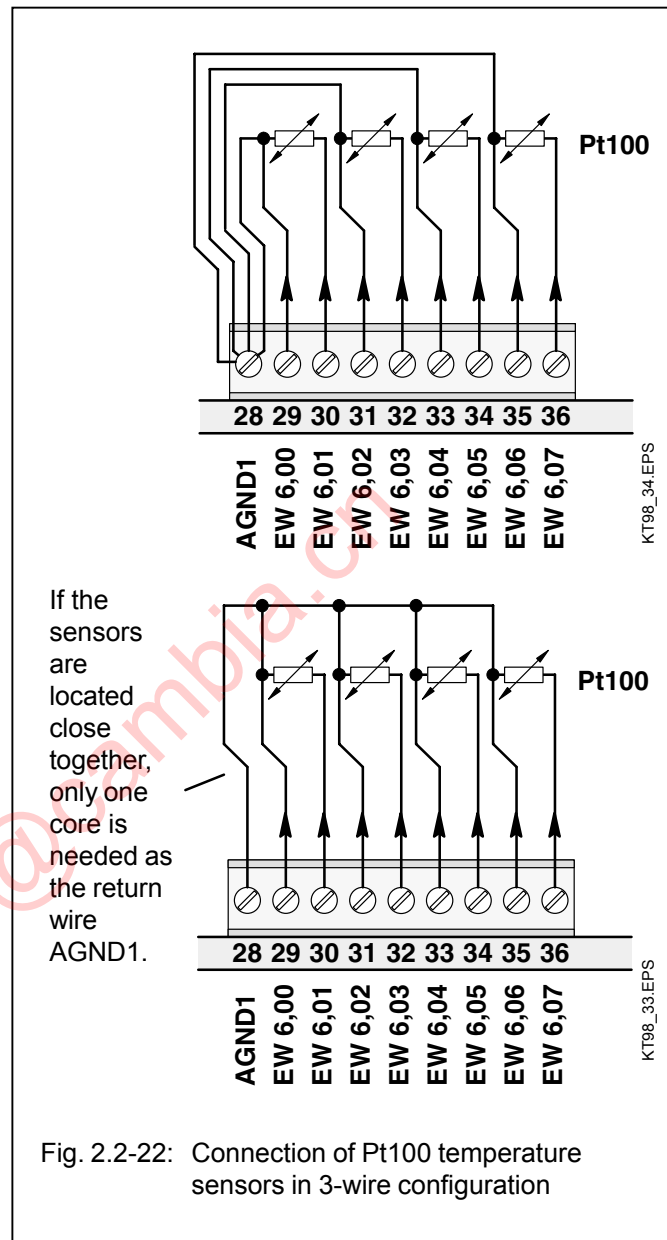 Pt100
28 29 30 31 32 33 34 35 36
AGND1
EW 6,00
EW 6,01
EW 6,02
EW 6,03
EW 6,04
EW 6,05
EW 6,06
EW 6,07
KT98_34.EPS
If the
sensors
are
located
close
together,
only one
core is
needed as
the return
wire
AGND1.
Pt100
28 29 30 31 32 33 34 35 36
AGND1
EW 6,00
EW 6,01
EW 6,02
EW 6,03
EW 6,04
EW 6,05
EW 6,06
EW 6,07
KT98_33.EPS
@cambia.cn
Fig. 2.2-22: Connection of Pt100 temperature
sensors in 3-wire configuration